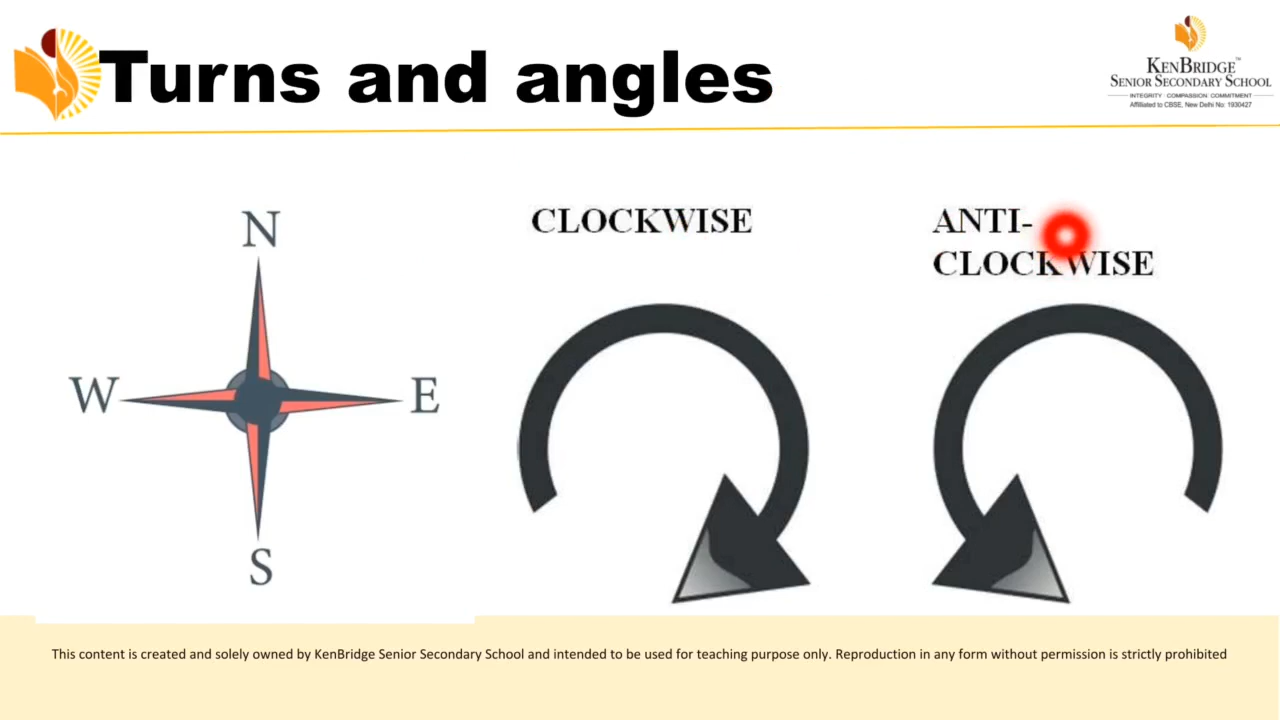 Turns and angles
KENBRIDGE™
SENIOR SECONDARY SCHOOL
INTEGRITY COMPASSION COMMITMENT
Affiliated to CBSE, New Delhi No: 1930427
N
W
E
S
CLOCKWISE
ANTI-
CLOCKWISE
This content is created and solely owned by KenBridge Senior Secondary School and intended to be used for teaching purpose only. Reproduction in any form without permission is strictly prohibited